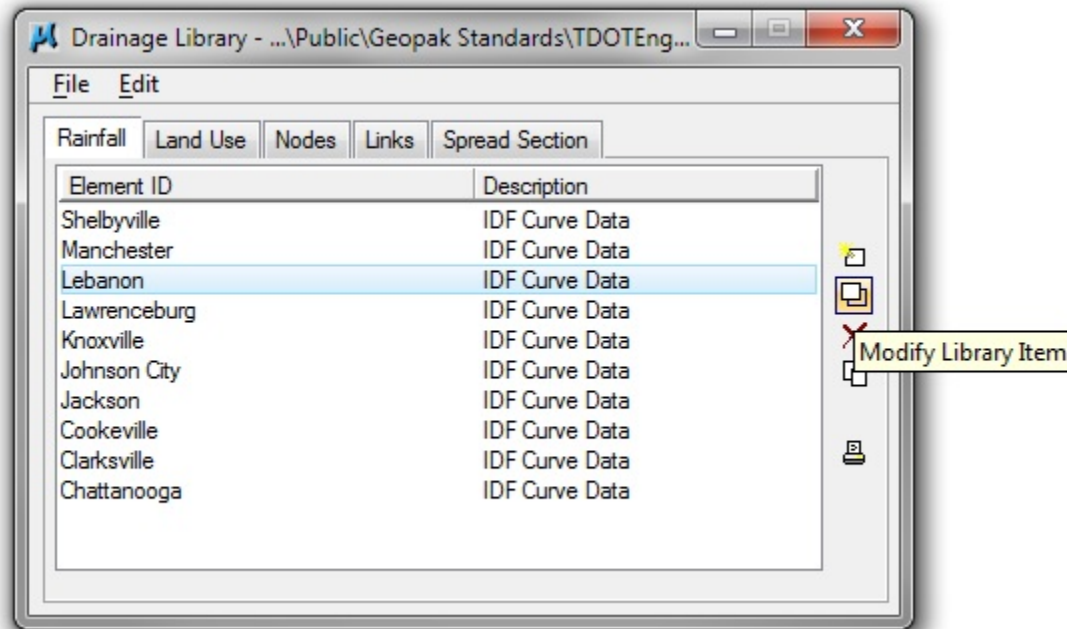 Drainage Library - ...\Public\Geopak Standards\TDOTEng...
File Edit
Rainfall Land Use Nodes Links Spread Section
Element ID Description
Shelbyville IDF Curve Data
Manchester IDF Curve Data
Lebanon IDF Curve Data
Lawrenceburg IDF Curve Data
Knoxville IDF Curve Data
Johnson City IDF Curve Data
Jackson IDF Curve Data
Cookeville IDF Curve Data
Clarksville IDF Curve Data
Chattanooga IDF Curve Data
Modify Library Item